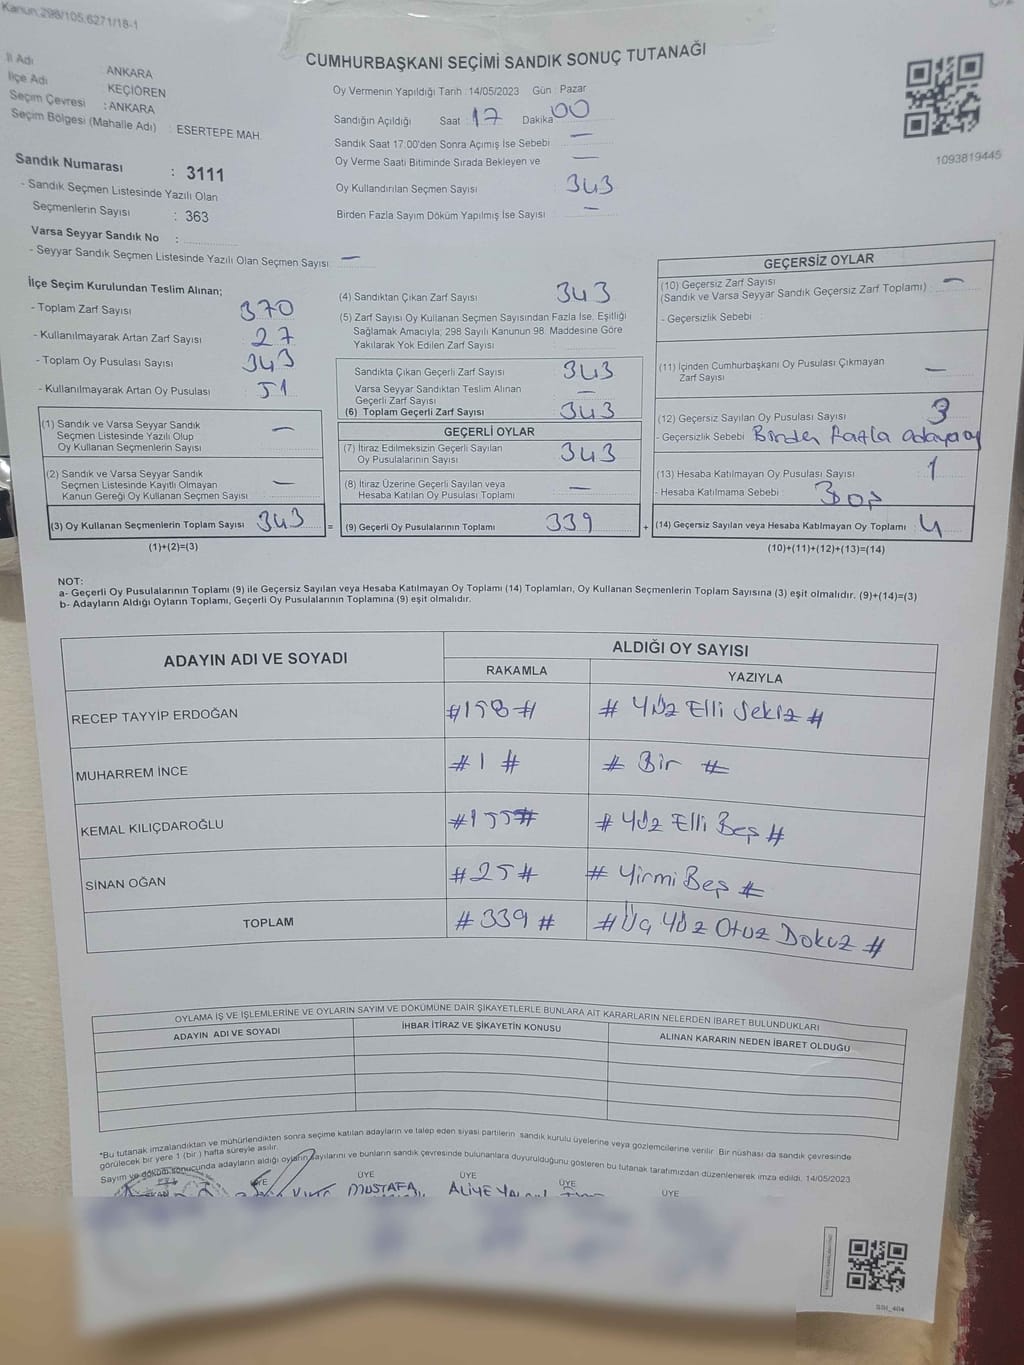 Kanun,298/105,6271/18-1
CUMHURBAŞKANI SEÇİMİ SANDIK SONUÇ TUTANAĞI
İl Adı : ANKARA
İlçe Adı : KEÇİÖREN
Seçim Çevresi : ANKARA
Seçim Bölgesi (Mahalle Adı) : ESERTEPE MAH.
Sandık Numarası : 3111
- Sandık Seçmen Listesinde Yazılı Olan
Seçmenlerin Sayısı : 363
Varsa Seyyar Sandık No :
- Seyyar Sandık Seçmen Listesinde Yazılı Olan Seçmen Sayısı : —
Oy Vermenin Yapıldığı Tarih : 14/05/2023 Gün : Pazar
Sandığın Açıldığı Saat : 17 Dakika 00
Sandık Saat 17:00'den Sonra Açımış İse Sebebi : —
Oy Verme Saati Bitiminde Sırada Bekleyen ve —
Oy Kullandırılan Seçmen Sayısı : 343
Birden Fazla Sayım Döküm Yapılmış İse Sayısı : —
1093819445
İlçe Seçim Kurulundan Teslim Alınan;
- Toplam Zarf Sayısı : 370
- Kullanılmayarak Artan Zarf Sayısı : 27
- Toplam Oy Pusulası Sayısı : 343
- Kullanılmayarak Artan Oy Pusulası : 51
(1) Sandık ve Varsa Seyyar Sandık
Seçmen Listesinde Yazılı Olup
Oy Kullanan Seçmenlerin Sayısı : —
(2) Sandık ve Varsa Seyyar Sandık
Seçmen Listesinde Kayıtlı Olmayan
Kanun Gereği Oy Kullanan Seçmen Sayısı : —
(3) Oy Kullanan Seçmenlerin Toplam Sayısı : 343 =
(1)+(2)=(3)
(4) Sandıktan Çıkan Zarf Sayısı : 343
(5) Zarf Sayısı Oy Kullanan Seçmen Sayısından Fazla İse, Eşitliği
Sağlamak Amacıyla; 298 Sayılı Kanunun 98. Maddesine Göre
Yakılarak Yok Edilen Zarf Sayısı :
Sandıkta Çıkan Geçerli Zarf Sayısı : 343
Varsa Seyyar Sandıktan Teslim Alınan
Geçerli Zarf Sayısı : —
(6) Toplam Geçerli Zarf Sayısı : 343
GEÇERLİ OYLAR
(7) İtiraz Edilmeksizin Geçerli Sayılan
Oy Pusulalarının Sayısı : 343
(8) İtiraz Üzerine Geçerli Sayılan veya
Hesaba Katılan Oy Pusulası Toplamı : —
(9) Geçerli Oy Pusulalarının Toplamı : 339 +
GEÇERSİZ OYLAR
(10) Geçersiz Zarf Sayısı : —
(Sandık ve Varsa Seyyar Sandık Geçersiz Zarf Toplamı)
- Geçersizlik Sebebi :
(11) İçinden Cumhurbaşkanı Oy Pusulası Çıkmayan
Zarf Sayısı : —
(12) Geçersiz Sayılan Oy Pusulası Sayısı : 3
- Geçersizlik Sebebi : Birden fazla adaya oy
(13) Hesaba Katılmayan Oy Pusulası Sayısı : 1
- Hesaba Katılmama Sebebi : Boş
(14) Geçersiz Sayılan veya Hesaba Katılmayan Oy Toplamı : 4
(10)+(11)+(12)+(13)=(14)
NOT:
a- Geçerli Oy Pusulalarının Toplamı (9) ile Geçersiz Sayılan veya Hesaba Katılmayan Oy Toplamı (14) Toplamları, Oy Kullanan Seçmenlerin Toplam Sayısına (3) eşit olmalıdır. (9)+(14)=(3)
b- Adayların Aldığı Oyların Toplamı, Geçerli Oy Pusulalarının Toplamına (9) eşit olmalıdır.
ADAYIN ADI VE SOYADI ALDIĞI OY SAYISI
RAKAMLA YAZIYLA
RECEP TAYYİP ERDOĞAN #158# # Yüz Elli Sekiz #
MUHARREM İNCE #1# # Bir #
KEMAL KILIÇDAROĞLU #155# # Yüz Elli Beş #
SİNAN OĞAN #25# # Yirmi Beş #
TOPLAM #339# # Üç Yüz Otuz Dokuz #
OYLAMA İŞ VE İŞLEMLERİNE VE OYLARIN SAYIM VE DÖKÜMÜNE DAİR ŞİKAYETLERLE BUNLARA AİT KARARLARIN NELERDEN İBARET BULUNDUKLARI
ADAYIN ADI VE SOYADI İHBAR İTİRAZ VE ŞİKAYETİN KONUSU ALINAN KARARIN NEDEN İBARET OLDUĞU
*Bu tutanak imzalandıktan ve mühürlendikten sonra seçime katılan adayların ve talep eden siyasi partilerin sandık kurulu üyelerine veya gözlemcilerine verilir. Bir nüshası da sandık çevresinde
görülecek bir yere 1 (bir) hafta süreyle asılır.
Sayım ve döküm sonucunda adayların aldığı oyların sayılarını ve bunların sandık çevresinde bulunanlara duyurulduğunu gösteren bu tutanak tarafımızdan düzenlenerek imza edildi. 14/05/2023
ÜYE ÜYE ÜYE ÜYE
MUSTAFA ALİYE
SSI_404